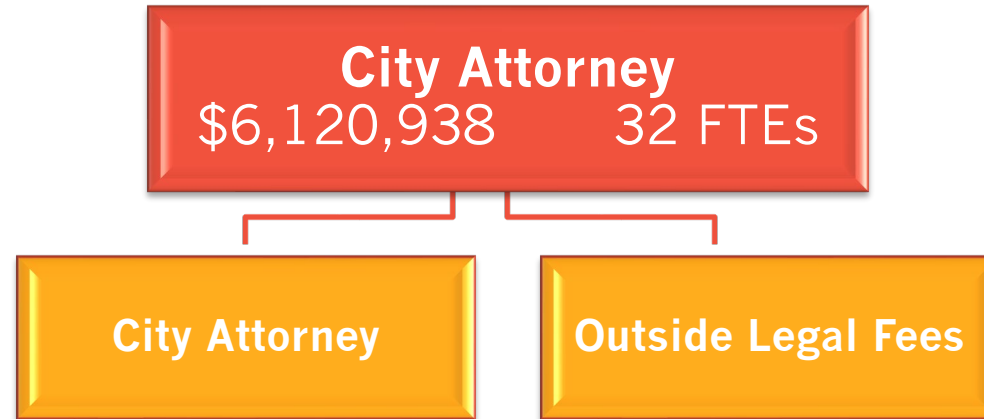 City Attorney
$6,120,938 32 FTEs
City Attorney
Outside Legal Fees